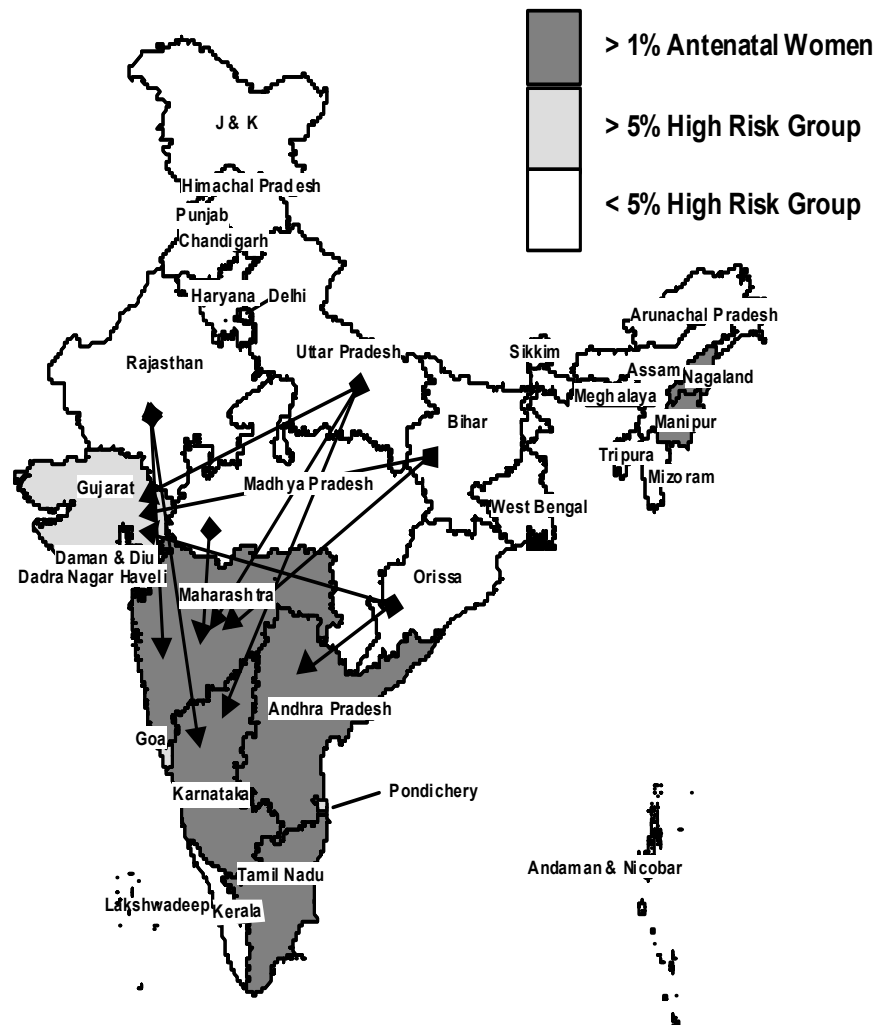 > 1% Antenatal Women
> 5% High Risk Group
< 5% High Risk Group
J & K
Himachal Pradesh
Punjab
Chandigarh
Haryana
Delhi
Rajasthan
Uttar Pradesh
Sikkim
Arunachal Pradesh
Assam
Nagaland
Meghalaya
Bihar
Manipur
Tripura
Mizoram
Gujarat
Madhya Pradesh
West Bengal
Daman & Diu
Dadra Nagar Haveli
Orissa
Maharashtra
Andhra Pradesh
Goa
Karnataka
Pondichery
Tamil Nadu
Andaman & Nicobar
Lakshwadeep
Kerala